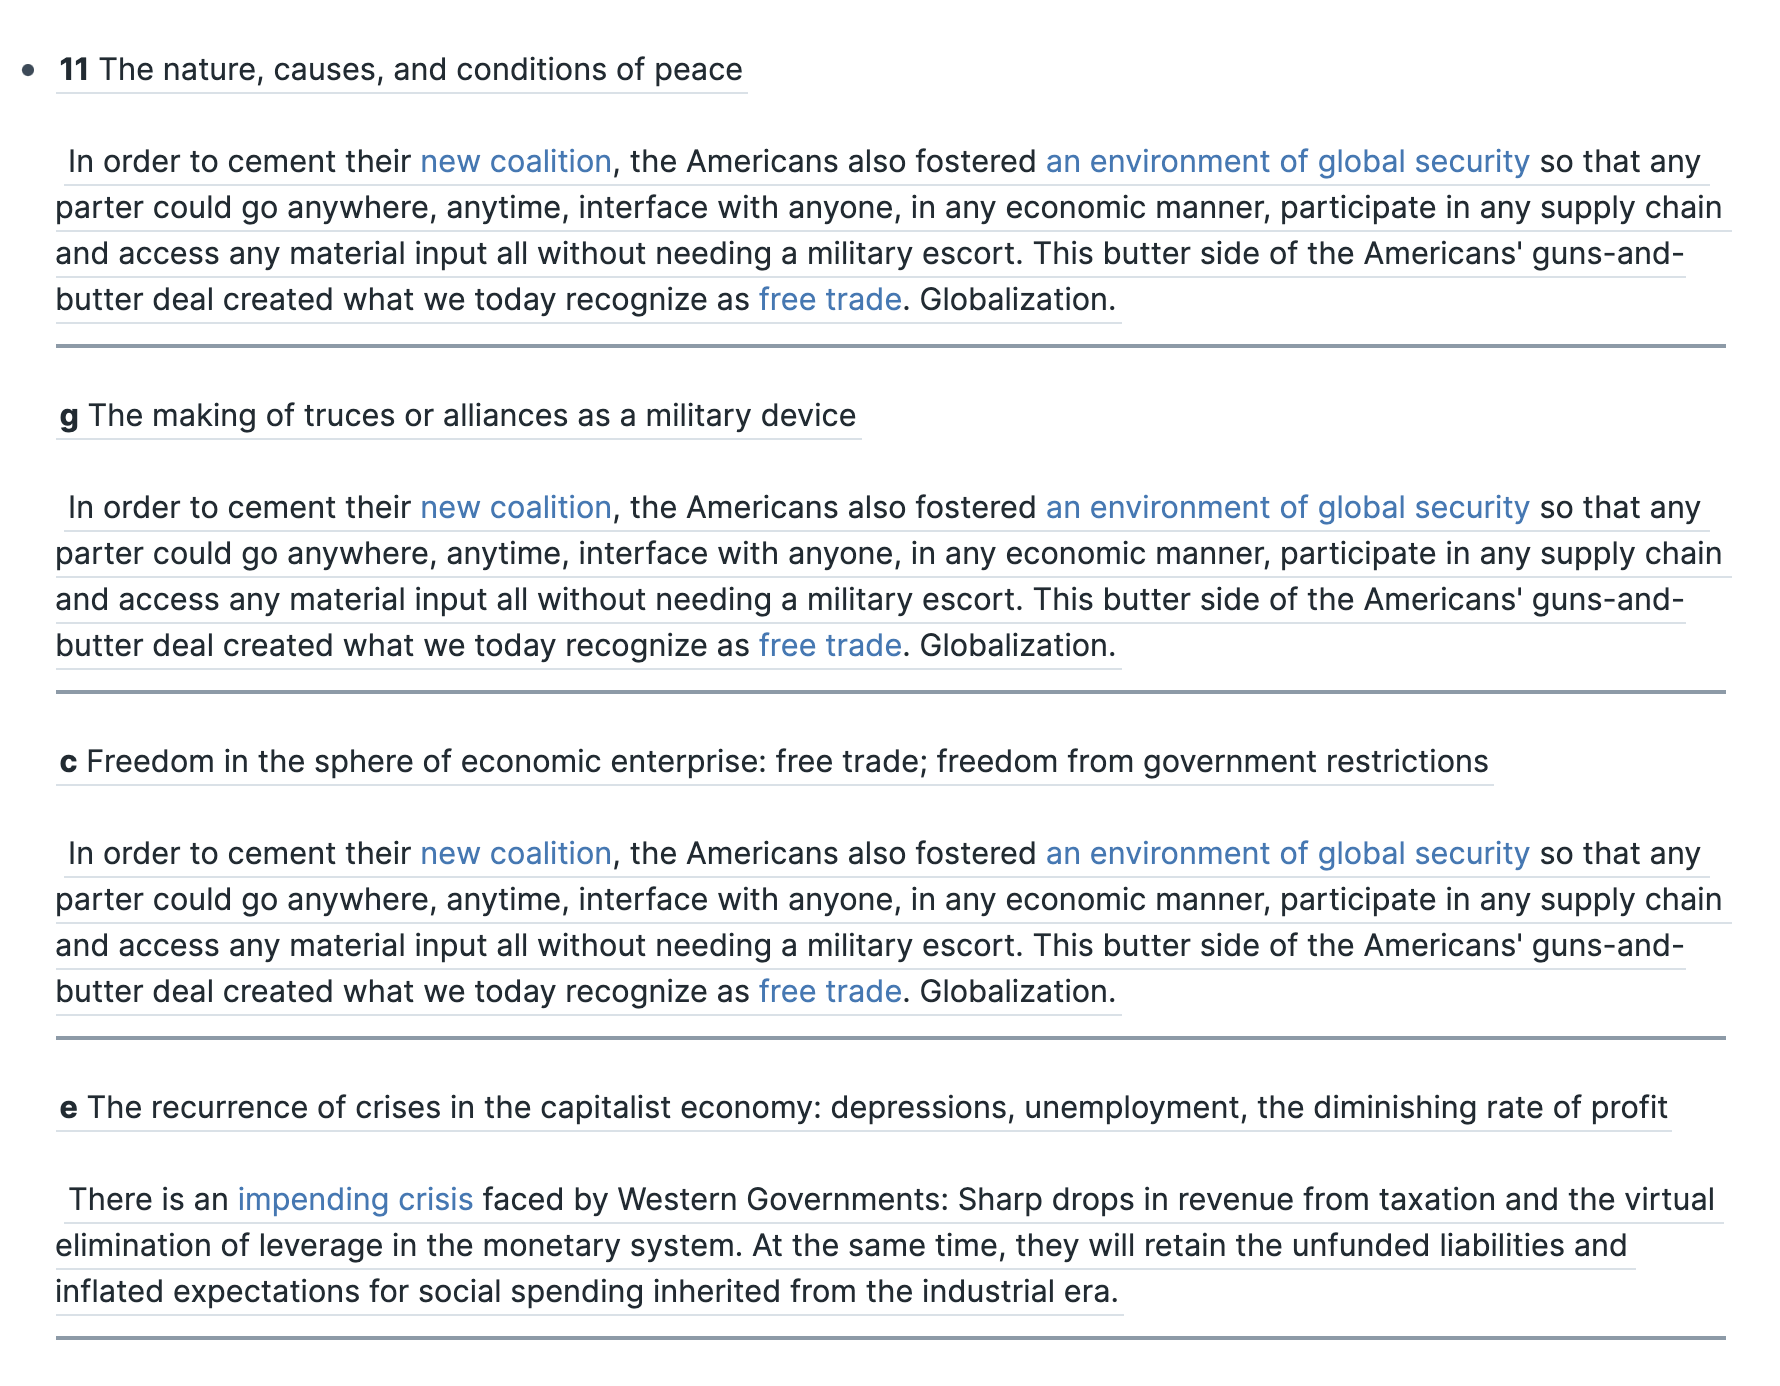 11 The nature, causes, and conditions of peace
In order to cement their new coalition, the Americans also fostered an environment of global security so that any
parter could go anywhere, anytime, interface with anyone, in any economic manner, participate in any supply chain
and access any material input all without needing a military escort. This butter side of the Americans' guns-and-
butter deal created what we today recognize as free trade. Globalization.
g The making of truces or alliances as a military device
In order to cement their new coalition, the Americans also fostered an environment of global security so that any
parter could go anywhere, anytime, interface with anyone, in any economic manner, participate in any supply chain
and access any material input all without needing a military escort. This butter side of the Americans' guns-and-
butter deal created what we today recognize as free trade. Globalization.
c Freedom in the sphere of economic enterprise: free trade; freedom from government restrictions
In order to cement their new coalition, the Americans also fostered an environment of global security so that any
parter could go anywhere, anytime, interface with anyone, in any economic manner, participate in any supply chain
and access any material input all without needing a military escort. This butter side of the Americans' guns-and-
butter deal created what we today recognize as free trade. Globalization.
e The recurrence of crises in the capitalist economy: depressions, unemployment, the diminishing rate of profit
There is an impending crisis faced by Western Governments: Sharp drops in revenue from taxation and the virtual
elimination of leverage in the monetary system. At the same time, they will retain the unfunded liabilities and
inflated expectations for social spending inherited from the industrial era.